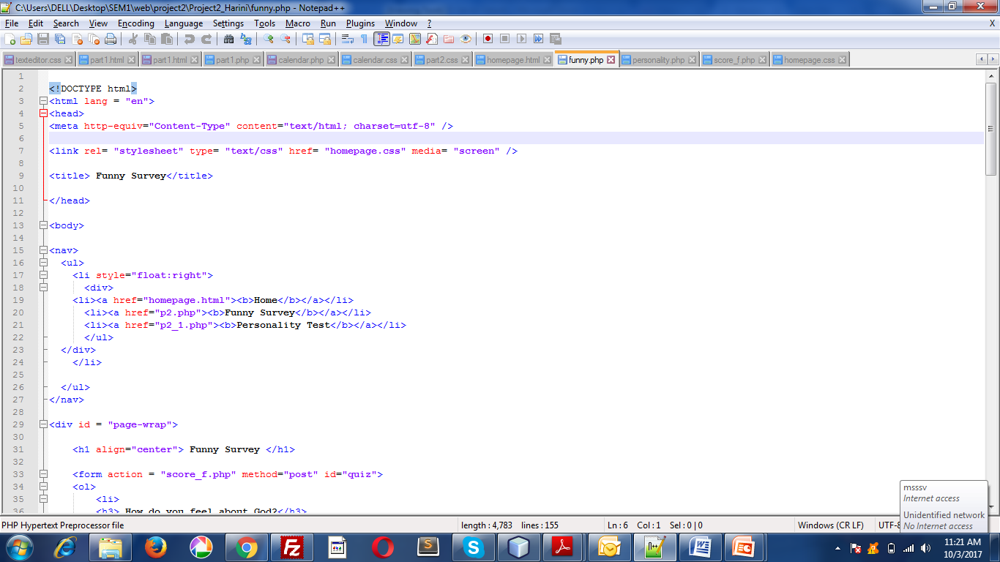 C:\Users\DELL\Desktop\SEM1\web\project2\Project2_Harini\funny.php - Notepad++
File Edit Search View Encoding Language Settings Tools Macro Run Plugins Window ? X
texteditor.css part1.html part1.html part1.php calendar.php calendar.css part2.css homepage.html funny.php personality.php score_f.php homepage.css
1
2 <!DOCTYPE html>
3 <html lang = "en">
4 <head>
5 <meta http-equiv="Content-Type" content="text/html; charset=utf-8" />
6
7 <link rel= "stylesheet" type= "text/css" href= "homepage.css" media= "screen" />
8
9 <title> Funny Survey</title>
10
11 </head>
12
13 <body>
14
15 <nav>
16 <ul>
17 <li style="float:right">
18 <div>
19 <li><a href="homepage.html"><b>Home</b></a></li>
20 <li><a href="p2.php"><b>Funny Survey</b></a></li>
21 <li><a href="p2_1.php"><b>Personality Test</b></a></li>
22 </ul>
23 </div>
24 </li>
25
26 </ul>
27 </nav>
28
29 <div id = "page-wrap">
30
31 <h1 align="center"> Funny Survey </h1>
32
33 <form action = "score_f.php" method="post" id="quiz">
34 <ol>
35 <li>
36 <h3> How do you feel about God?</h3>
msssv
Internet access
Unidentified network
No Internet access
PHP Hypertext Preprocessor file length : 4,783 lines : 155 Ln : 6 Col : 1 Sel : 0 | 0 Windows (CR LF) UTF-8
11:21 AM
10/3/2017